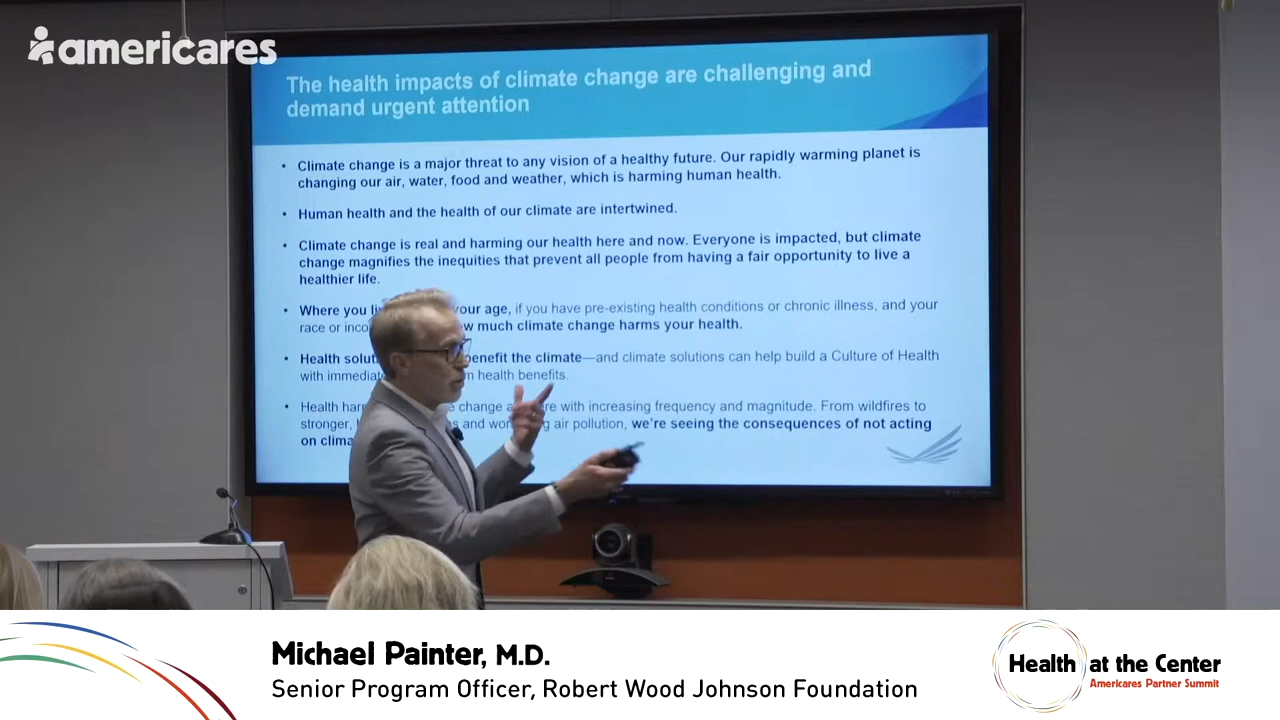 americares
The health impacts of climate change are challenging and
demand urgent attention
• Climate change is a major threat to any vision of a healthy future. Our rapidly warming planet is
changing our air, water, food and weather, which is harming human health.
• Human health and the health of our climate are intertwined.
• Climate change is real and harming our health here and now. Everyone is impacted, but climate
change magnifies the inequities that prevent all people from having a fair opportunity to live a
healthier life.
• Where you your age, if you have pre-existing health conditions or chronic illness, and your
race or much climate change harms your health.
• Health the climate—and climate solutions can help build a Culture of Health
with health benefits.
• Health change with increasing frequency and magnitude. From wildfires to
stronger, and air pollution, we're seeing the consequences of not acting
on
Michael Painter, M.D.
Senior Program Officer, Robert Wood Johnson Foundation
Health at the Center
Americares Partner Summit